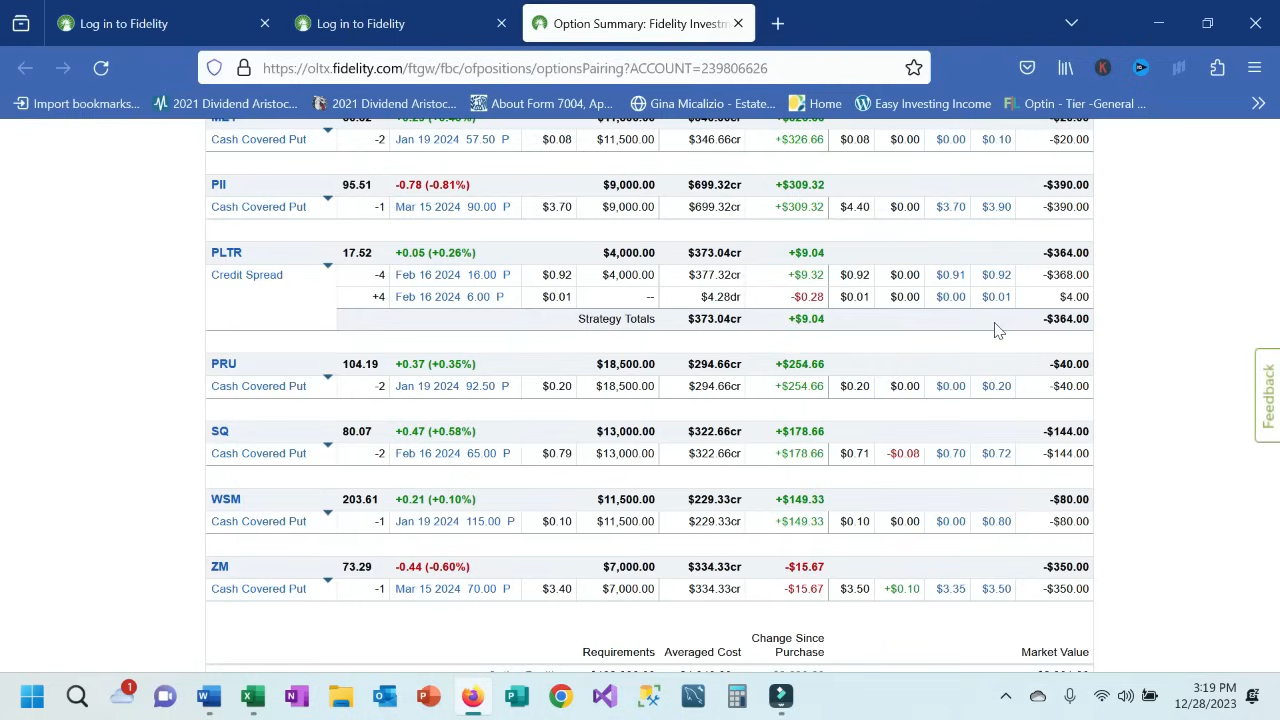 Log in to Fidelity
Log in to Fidelity
Option Summary: Fidelity Investm
https://oltx.fidelity.com/ftgw/fbc/ofpositions/optionsPairing?ACCOUNT=239806626
Import bookmarks...
2021 Dividend Aristoc...
2021 Dividend Aristoc...
About Form 7004, Ap...
Gina Micalizio - Estate...
Home
Easy Investing Income
Optin - Tier -General ...
Cash Covered Put -2 Jan 19 2024 57.50 P $0.08 $11,500.00 $346.66cr +$326.66 $0.08 $0.00 $0.00 $0.10 -$20.00
PII 95.51 -0.78 (-0.81%) $9,000.00 $699.32cr +$309.32 -$390.00
Cash Covered Put -1 Mar 15 2024 90.00 P $3.70 $9,000.00 $699.32cr +$309.32 $4.40 $0.00 $3.70 $3.90 -$390.00
PLTR 17.52 +0.05 (+0.26%) $4,000.00 $373.04cr +$9.04 -$364.00
Credit Spread -4 Feb 16 2024 16.00 P $0.92 $4,000.00 $377.32cr +$9.32 $0.92 $0.00 $0.91 $0.92 -$368.00
+4 Feb 16 2024 6.00 P $0.01 -- $4.28dr -$0.28 $0.01 $0.00 $0.00 $0.01 $4.00
Strategy Totals $373.04cr +$9.04 -$364.00
PRU 104.19 +0.37 (+0.35%) $18,500.00 $294.66cr +$254.66 -$40.00
Cash Covered Put -2 Jan 19 2024 92.50 P $0.20 $18,500.00 $294.66cr +$254.66 $0.20 $0.00 $0.00 $0.20 -$40.00
SQ 80.07 +0.47 (+0.58%) $13,000.00 $322.66cr +$178.66 -$144.00
Cash Covered Put -2 Feb 16 2024 65.00 P $0.79 $13,000.00 $322.66cr +$178.66 $0.71 -$0.08 $0.70 $0.72 -$144.00
WSM 203.61 +0.21 (+0.10%) $11,500.00 $229.33cr +$149.33 -$80.00
Cash Covered Put -1 Jan 19 2024 115.00 P $0.10 $11,500.00 $229.33cr +$149.33 $0.10 $0.00 $0.00 $0.80 -$80.00
ZM 73.29 -0.44 (-0.60%) $7,000.00 $334.33cr -$15.67 -$350.00
Cash Covered Put -1 Mar 15 2024 70.00 P $3.40 $7,000.00 $334.33cr -$15.67 $3.50 +$0.10 $3.35 $3.50 -$350.00
Change Since
Requirements Averaged Cost Purchase Market Value
Feedback
1
3:19 PM
12/28/2023